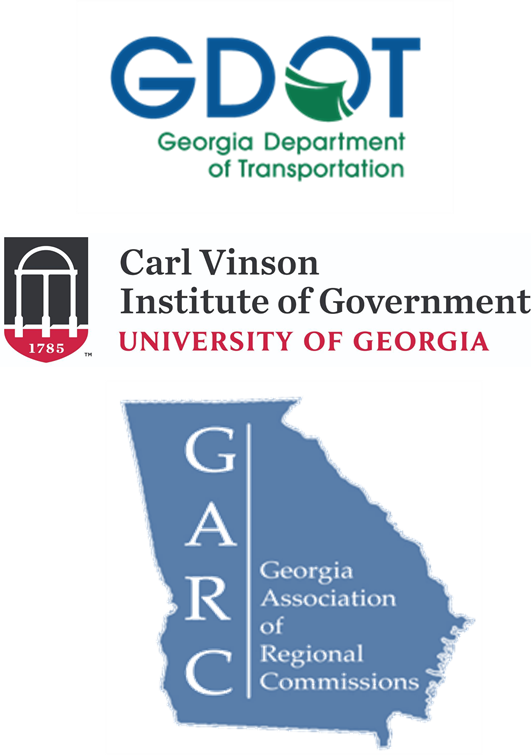 GDOT
Georgia Department
of Transportation
Carl Vinson
Institute of Government
UNIVERSITY OF GEORGIA
1785
TM
G
A
R
C
Georgia
Association
of
Regional
Commissions